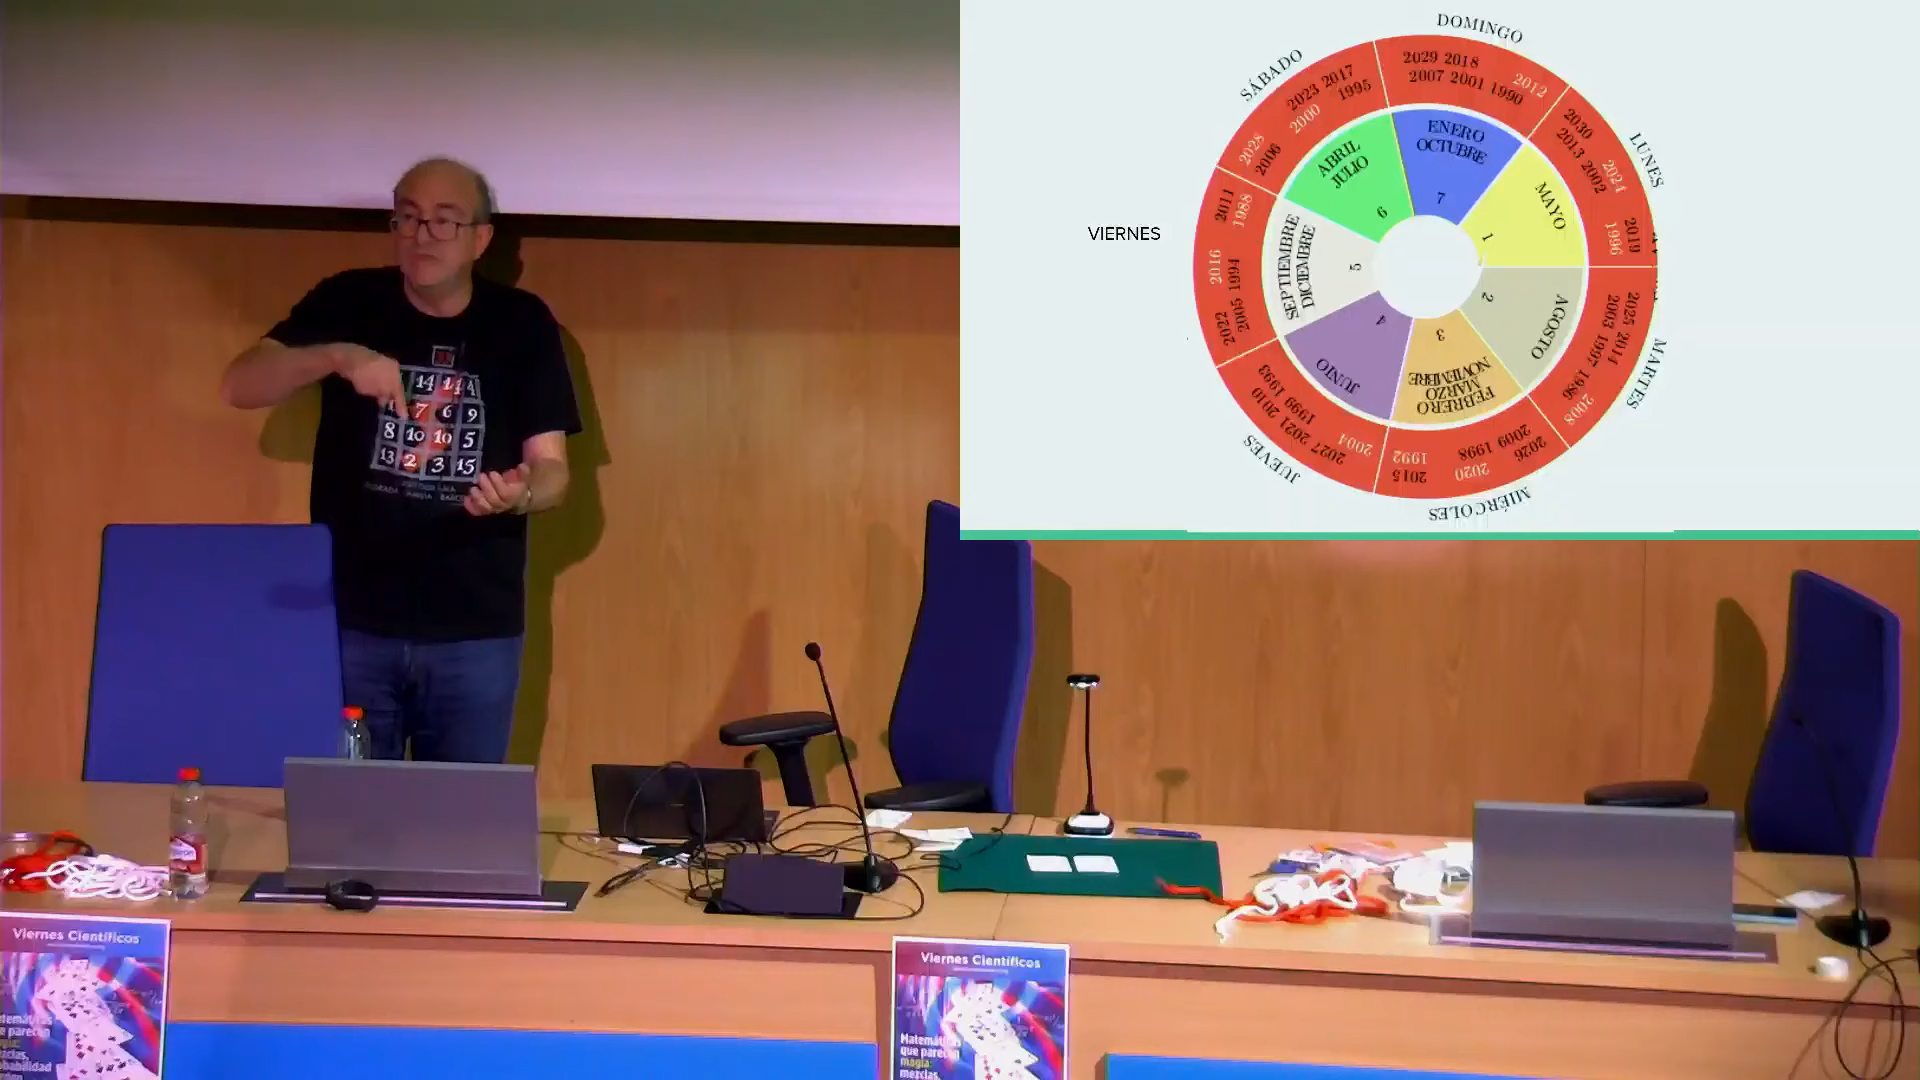 DOMINGO
2029 2018
2012
2007 2001 1990
LUNES
2030
2013 2002
2024
2019
1996
MARTES
2025 2014
2003 1997 1986
2008
MIÉRCOLES
2026
2009 1998
2020
1992
2015
JUEVES
2004
2027 2021 2010
1999 1993
VIERNES
2022
2005 1994
2016
2011
1988
SÁBADO
2023 2017
2000
1995
2028
2006
ENERO
OCTUBRE
7
MAYO
1
AGOSTO
2
FEBRERO
MARZO
NOVIEMBRE
3
JUNIO
4
SEPTIEMBRE
DICIEMBRE
5
ABRIL
JULIO
6
14 14 4
7 6 9
8 10 10 5
13 2 3 15
Viernes Científicos
Viernes Científicos
que parecen
magia:
mezcias,